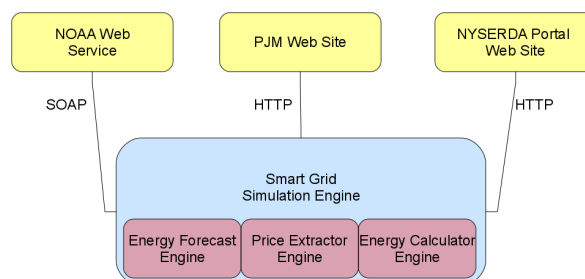 NOAA Web
Service
PJM Web Site
NYSERDA Portal
Web Site
SOAP
HTTP
HTTP
Smart Grid
Simulation Engine
Energy Forecast
Engine
Price Extractor
Engine
Energy Calculator
Engine